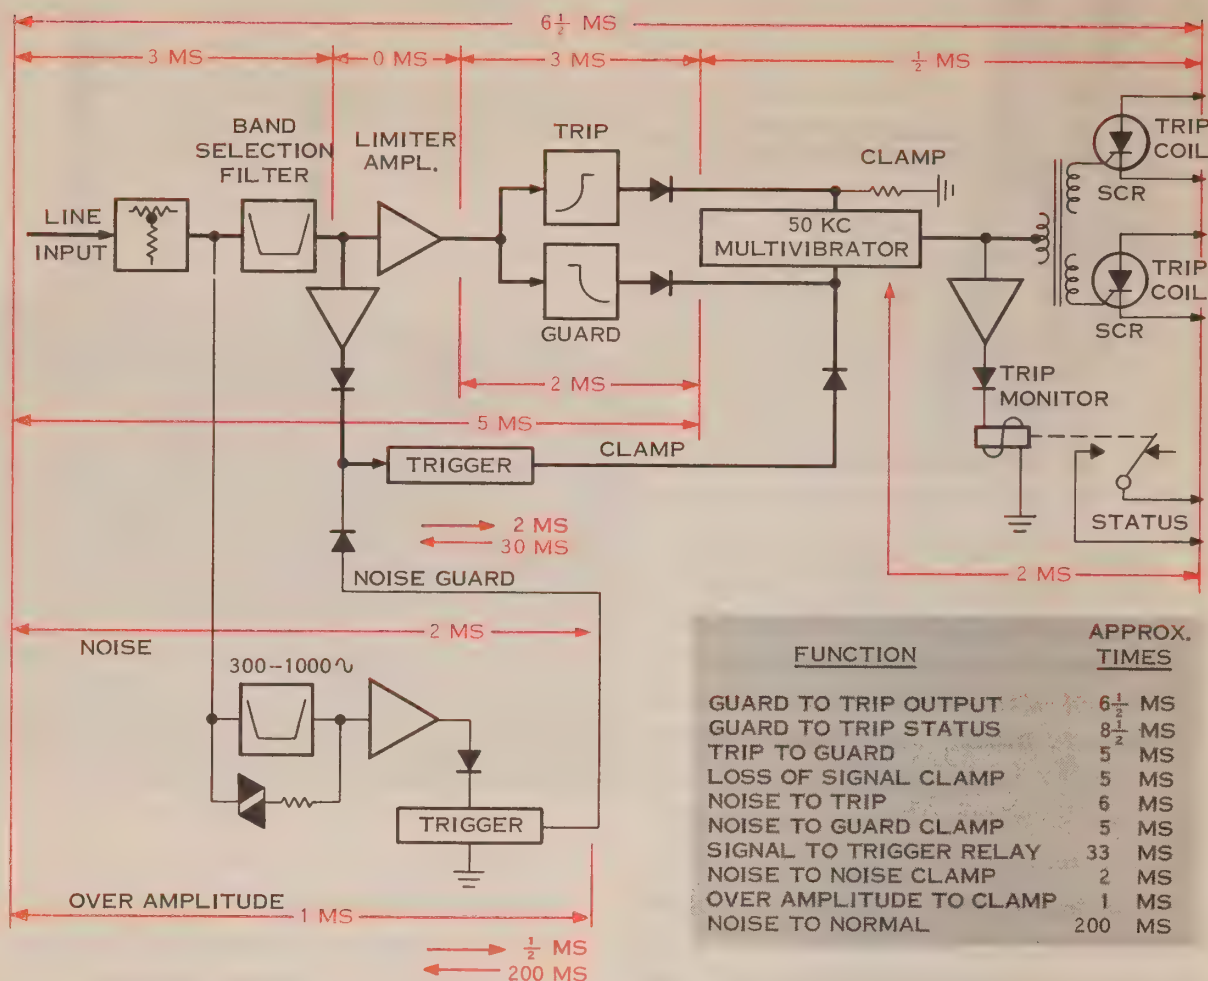 6½ MS
3 MS
0 MS
3 MS
½ MS
BAND
SELECTION
FILTER
LIMITER
AMPL.
TRIP
CLAMP
TRIP
COIL
SCR
LINE
INPUT
50 KC
MULTIVIBRATOR
GUARD
TRIP
COIL
SCR
2 MS
TRIP
MONITOR
5 MS
TRIGGER
CLAMP
2 MS
30 MS
STATUS
NOISE GUARD
2 MS
2 MS
NOISE
300--1000∿
TRIGGER
OVER AMPLITUDE
1 MS
½ MS
200 MS
FUNCTION APPROX. TIMES
GUARD TO TRIP OUTPUT 6½ MS
GUARD TO TRIP STATUS 8½ MS
TRIP TO GUARD 5 MS
LOSS OF SIGNAL CLAMP 5 MS
NOISE TO TRIP 6 MS
NOISE TO GUARD CLAMP 5 MS
SIGNAL TO TRIGGER RELAY 33 MS
NOISE TO NOISE CLAMP 2 MS
OVER AMPLITUDE TO CLAMP 1 MS
NOISE TO NORMAL 200 MS